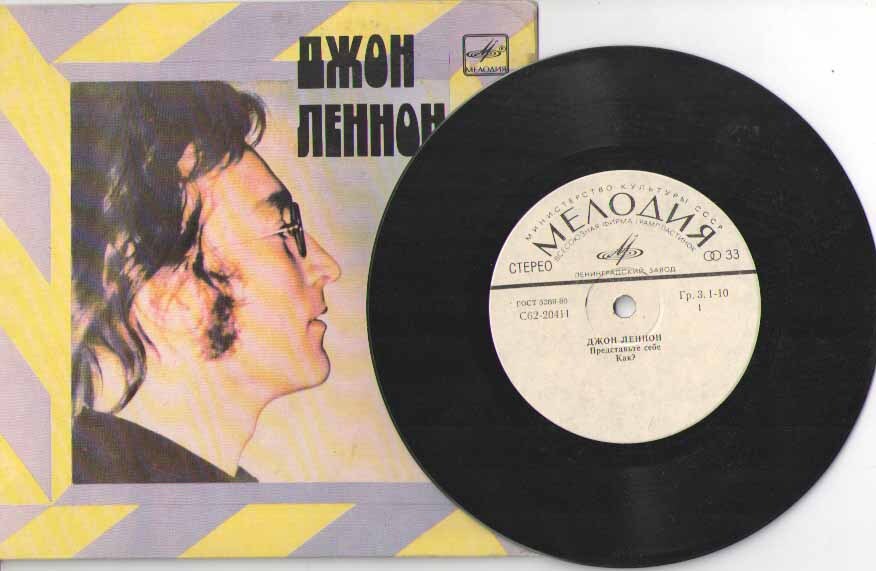 ДЖОН
ЛЕННОН
МЕЛОДИЯ
МИНИСТЕРСТВО КУЛЬТУРЫ СССР
МЕЛОДИЯ
ВСЕСОЮЗНАЯ ФИРМА ГРАМПЛАСТИНОК
СТЕРЕО
33
ЛЕНИНГРАДСКИЙ ЗАВОД
ГОСТ 5289-80
Гр. 3. 1-10
С62-20411
1
ДЖОН ЛЕННОН
Представьте себе
Как?